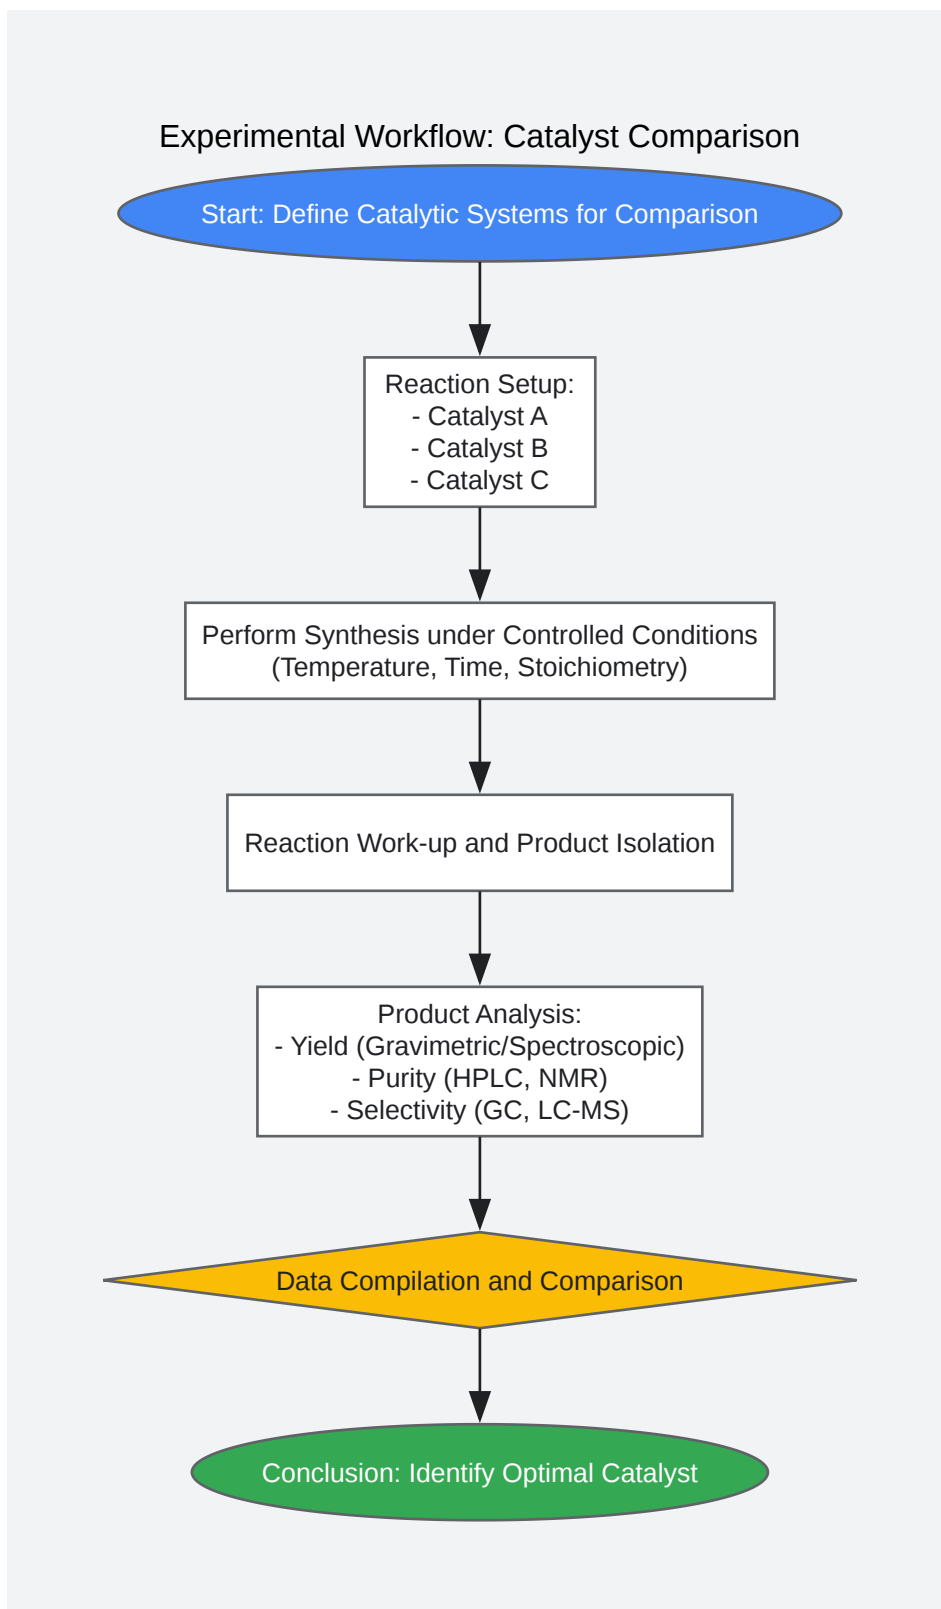 Experimental Workflow: Catalyst Comparison
Start: Define Catalytic Systems for Comparison
Reaction Setup:
- Catalyst A
- Catalyst B
- Catalyst C
Perform Synthesis under Controlled Conditions
(Temperature, Time, Stoichiometry)
Reaction Work-up and Product Isolation
Product Analysis:
- Yield (Gravimetric/Spectroscopic)
- Purity (HPLC, NMR)
- Selectivity (GC, LC-MS)
Data Compilation and Comparison
Conclusion: Identify Optimal Catalyst